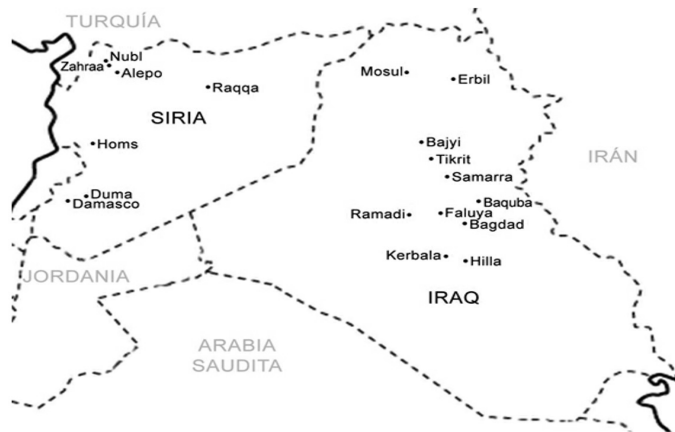 TURQUÍA
Nubl
Zahraa
Alepo
Raqqa
SIRIA
Homs
Duma
Damasco
JORDANIA
Mosul
Erbil
Bajyi
Tikrit
Samarra
IRÁN
Baquba
Ramadi
Faluya
Bagdad
Kerbala
Hilla
IRAQ
ARABIA
SAUDITA